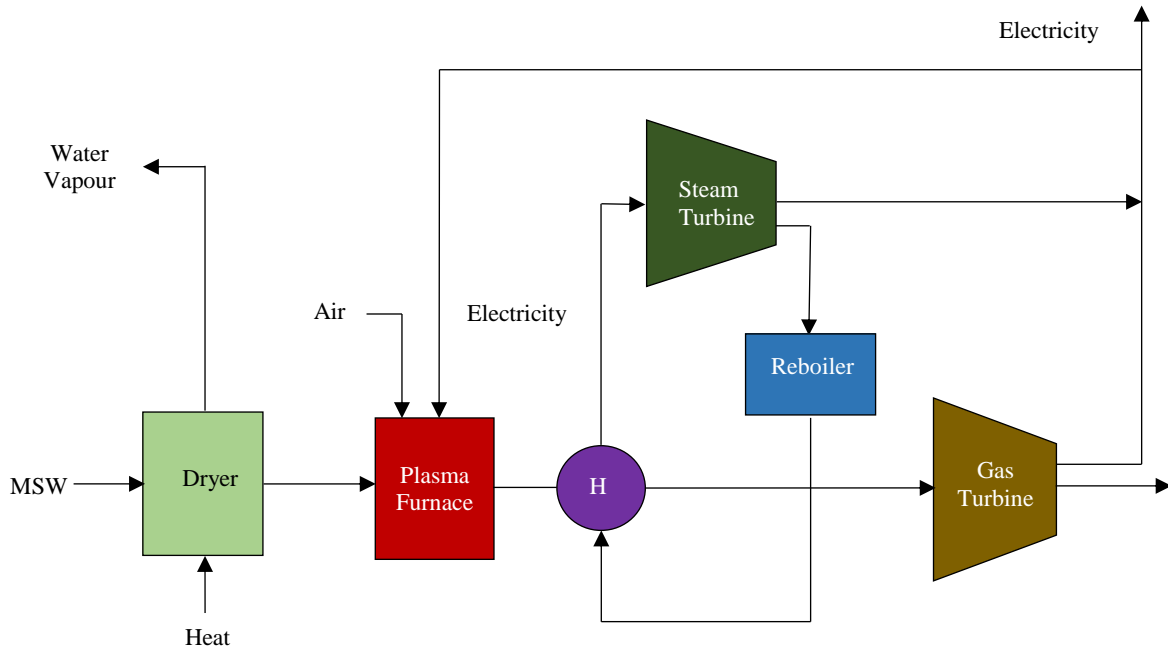 Electricity
Water
Vapour
Steam
Turbine
Air
Electricity
Reboiler
MSW
Dryer
Plasma
Furnace
H
Gas
Turbine
Heat